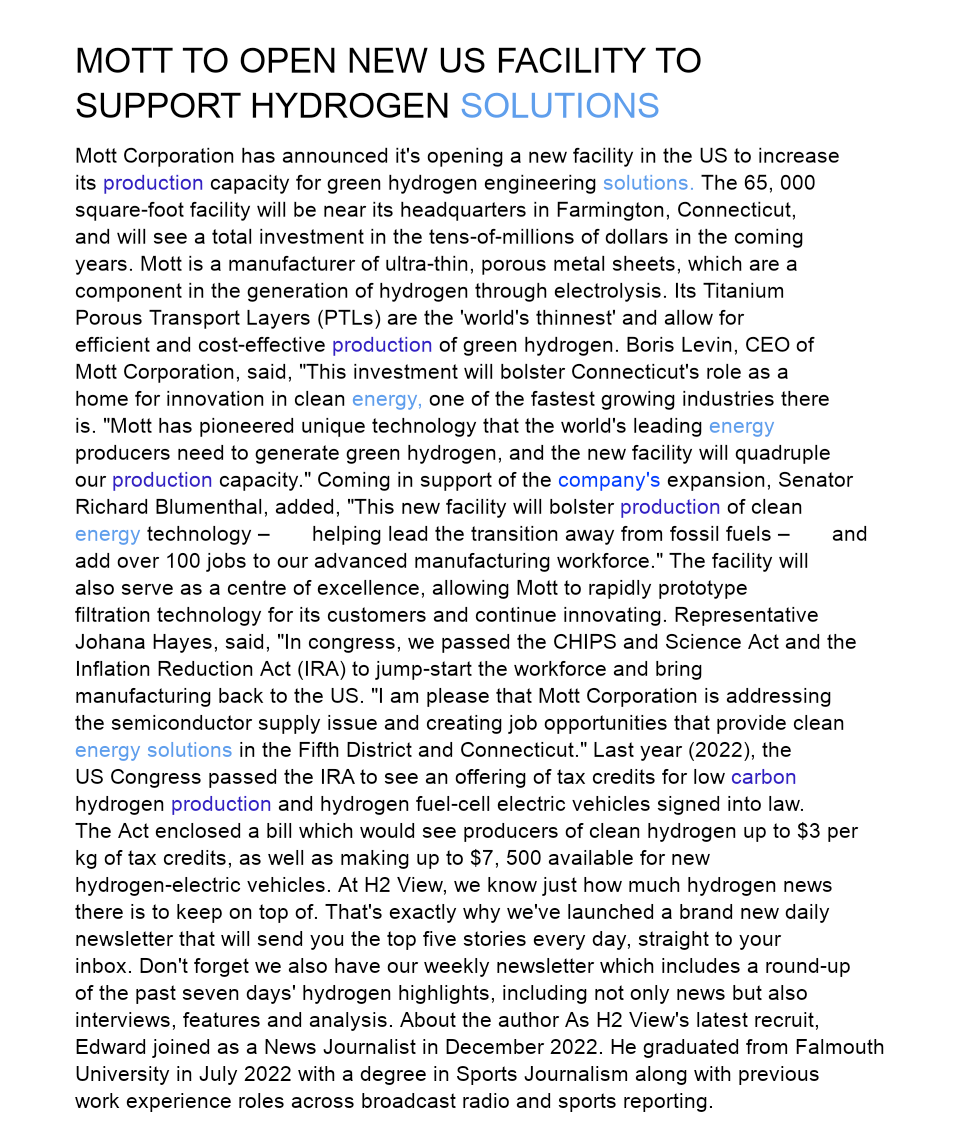 MOTT TO OPEN NEW US FACILITY TO
SUPPORT HYDROGEN SOLUTIONS
Mott Corporation has announced it's opening a new facility in the US to increase
its production capacity for green hydrogen engineering solutions. The 65, 000
square-foot facility will be near its headquarters in Farmington, Connecticut,
and will see a total investment in the tens-of-millions of dollars in the coming
years. Mott is a manufacturer of ultra-thin, porous metal sheets, which are a
component in the generation of hydrogen through electrolysis. Its Titanium
Porous Transport Layers (PTLs) are the 'world's thinnest' and allow for
efficient and cost-effective production of green hydrogen. Boris Levin, CEO of
Mott Corporation, said, "This investment will bolster Connecticut's role as a
home for innovation in clean energy, one of the fastest growing industries there
is. "Mott has pioneered unique technology that the world's leading energy
producers need to generate green hydrogen, and the new facility will quadruple
our production capacity." Coming in support of the company's expansion, Senator
Richard Blumenthal, added, "This new facility will bolster production of clean
energy technology – helping lead the transition away from fossil fuels – and
add over 100 jobs to our advanced manufacturing workforce." The facility will
also serve as a centre of excellence, allowing Mott to rapidly prototype
filtration technology for its customers and continue innovating. Representative
Johana Hayes, said, "In congress, we passed the CHIPS and Science Act and the
Inflation Reduction Act (IRA) to jump-start the workforce and bring
manufacturing back to the US. "I am please that Mott Corporation is addressing
the semiconductor supply issue and creating job opportunities that provide clean
energy solutions in the Fifth District and Connecticut." Last year (2022), the
US Congress passed the IRA to see an offering of tax credits for low carbon
hydrogen production and hydrogen fuel-cell electric vehicles signed into law.
The Act enclosed a bill which would see producers of clean hydrogen up to $3 per
kg of tax credits, as well as making up to $7, 500 available for new
hydrogen-electric vehicles. At H2 View, we know just how much hydrogen news
there is to keep on top of. That's exactly why we've launched a brand new daily
newsletter that will send you the top five stories every day, straight to your
inbox. Don't forget we also have our weekly newsletter which includes a round-up
of the past seven days' hydrogen highlights, including not only news but also
interviews, features and analysis. About the author As H2 View's latest recruit,
Edward joined as a News Journalist in December 2022. He graduated from Falmouth
University in July 2022 with a degree in Sports Journalism along with previous
work experience roles across broadcast radio and sports reporting.